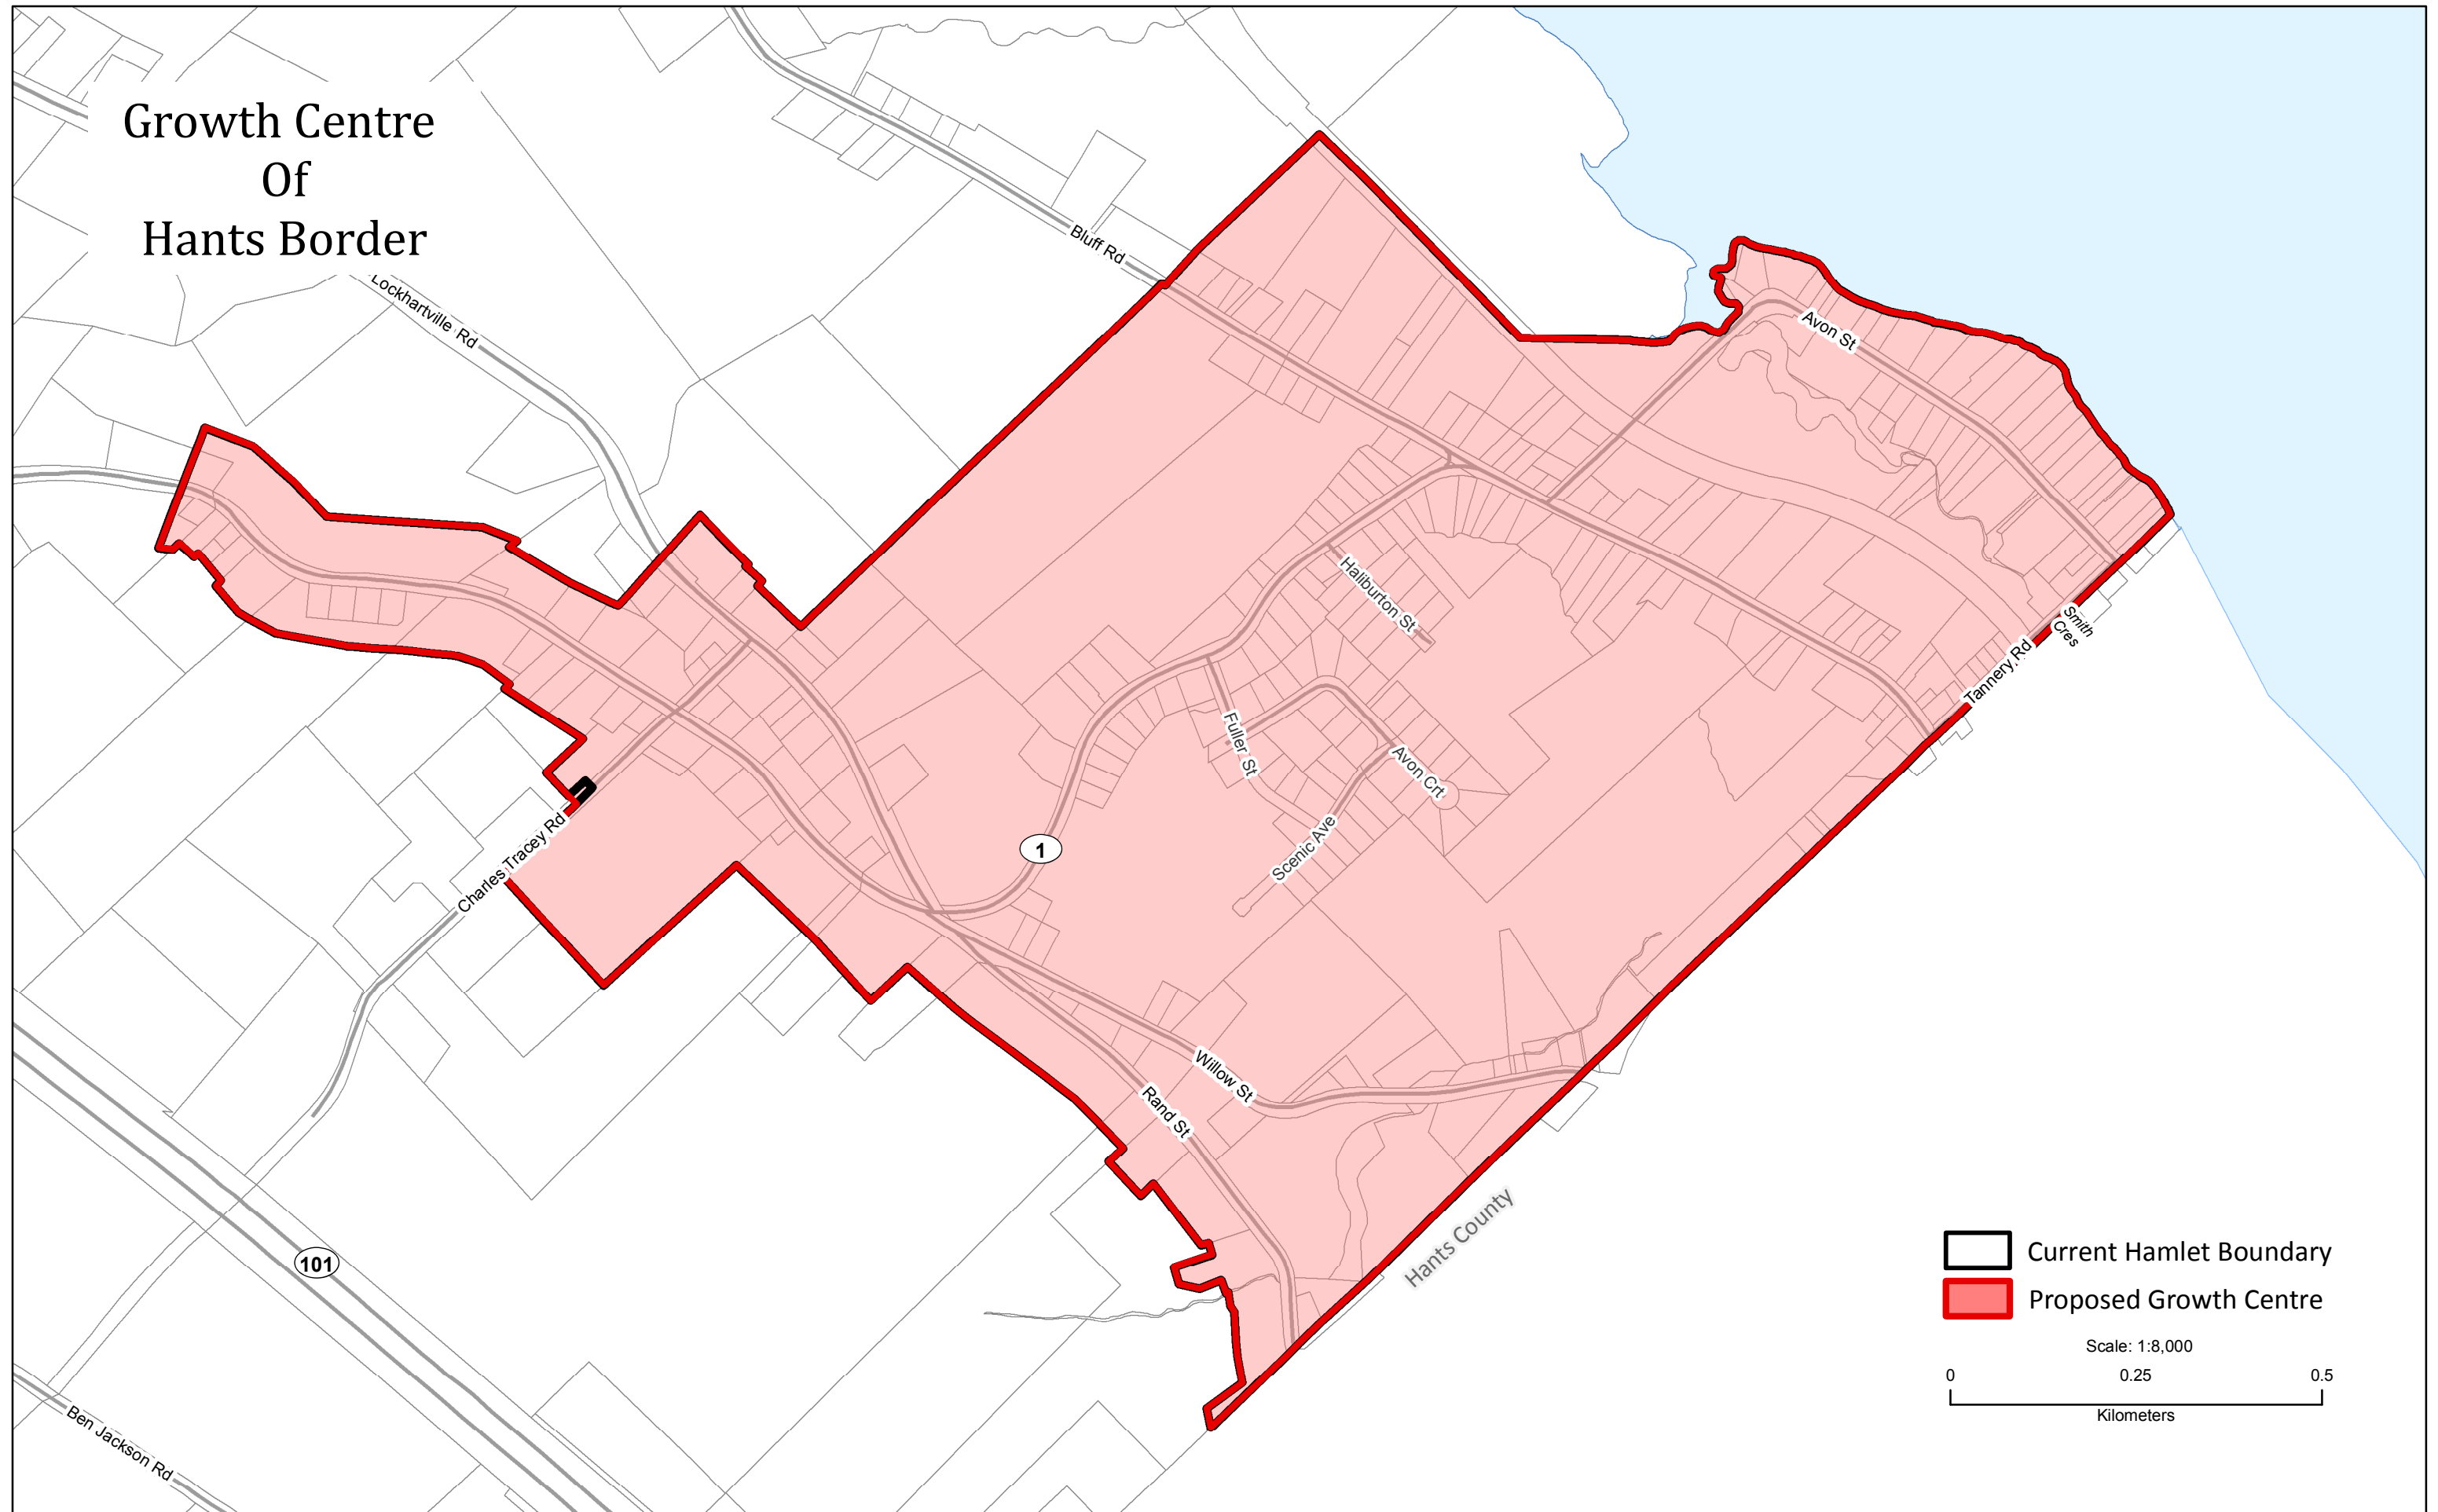 Growth Centre
Of
Hants Border
Bluff Rd
Lockhartville Rd
Avon St
Haliburton St
Smith
Cres
Tannery Rd
Fuller St
Avon Crt
Scenic Ave
1
Charles Tracey Rd
Willow St
Rand St
Hants County
101
Ben Jackson Rd
Current Hamlet Boundary
Proposed Growth Centre
Scale: 1:8,000
0 0.25 0.5
Kilometers